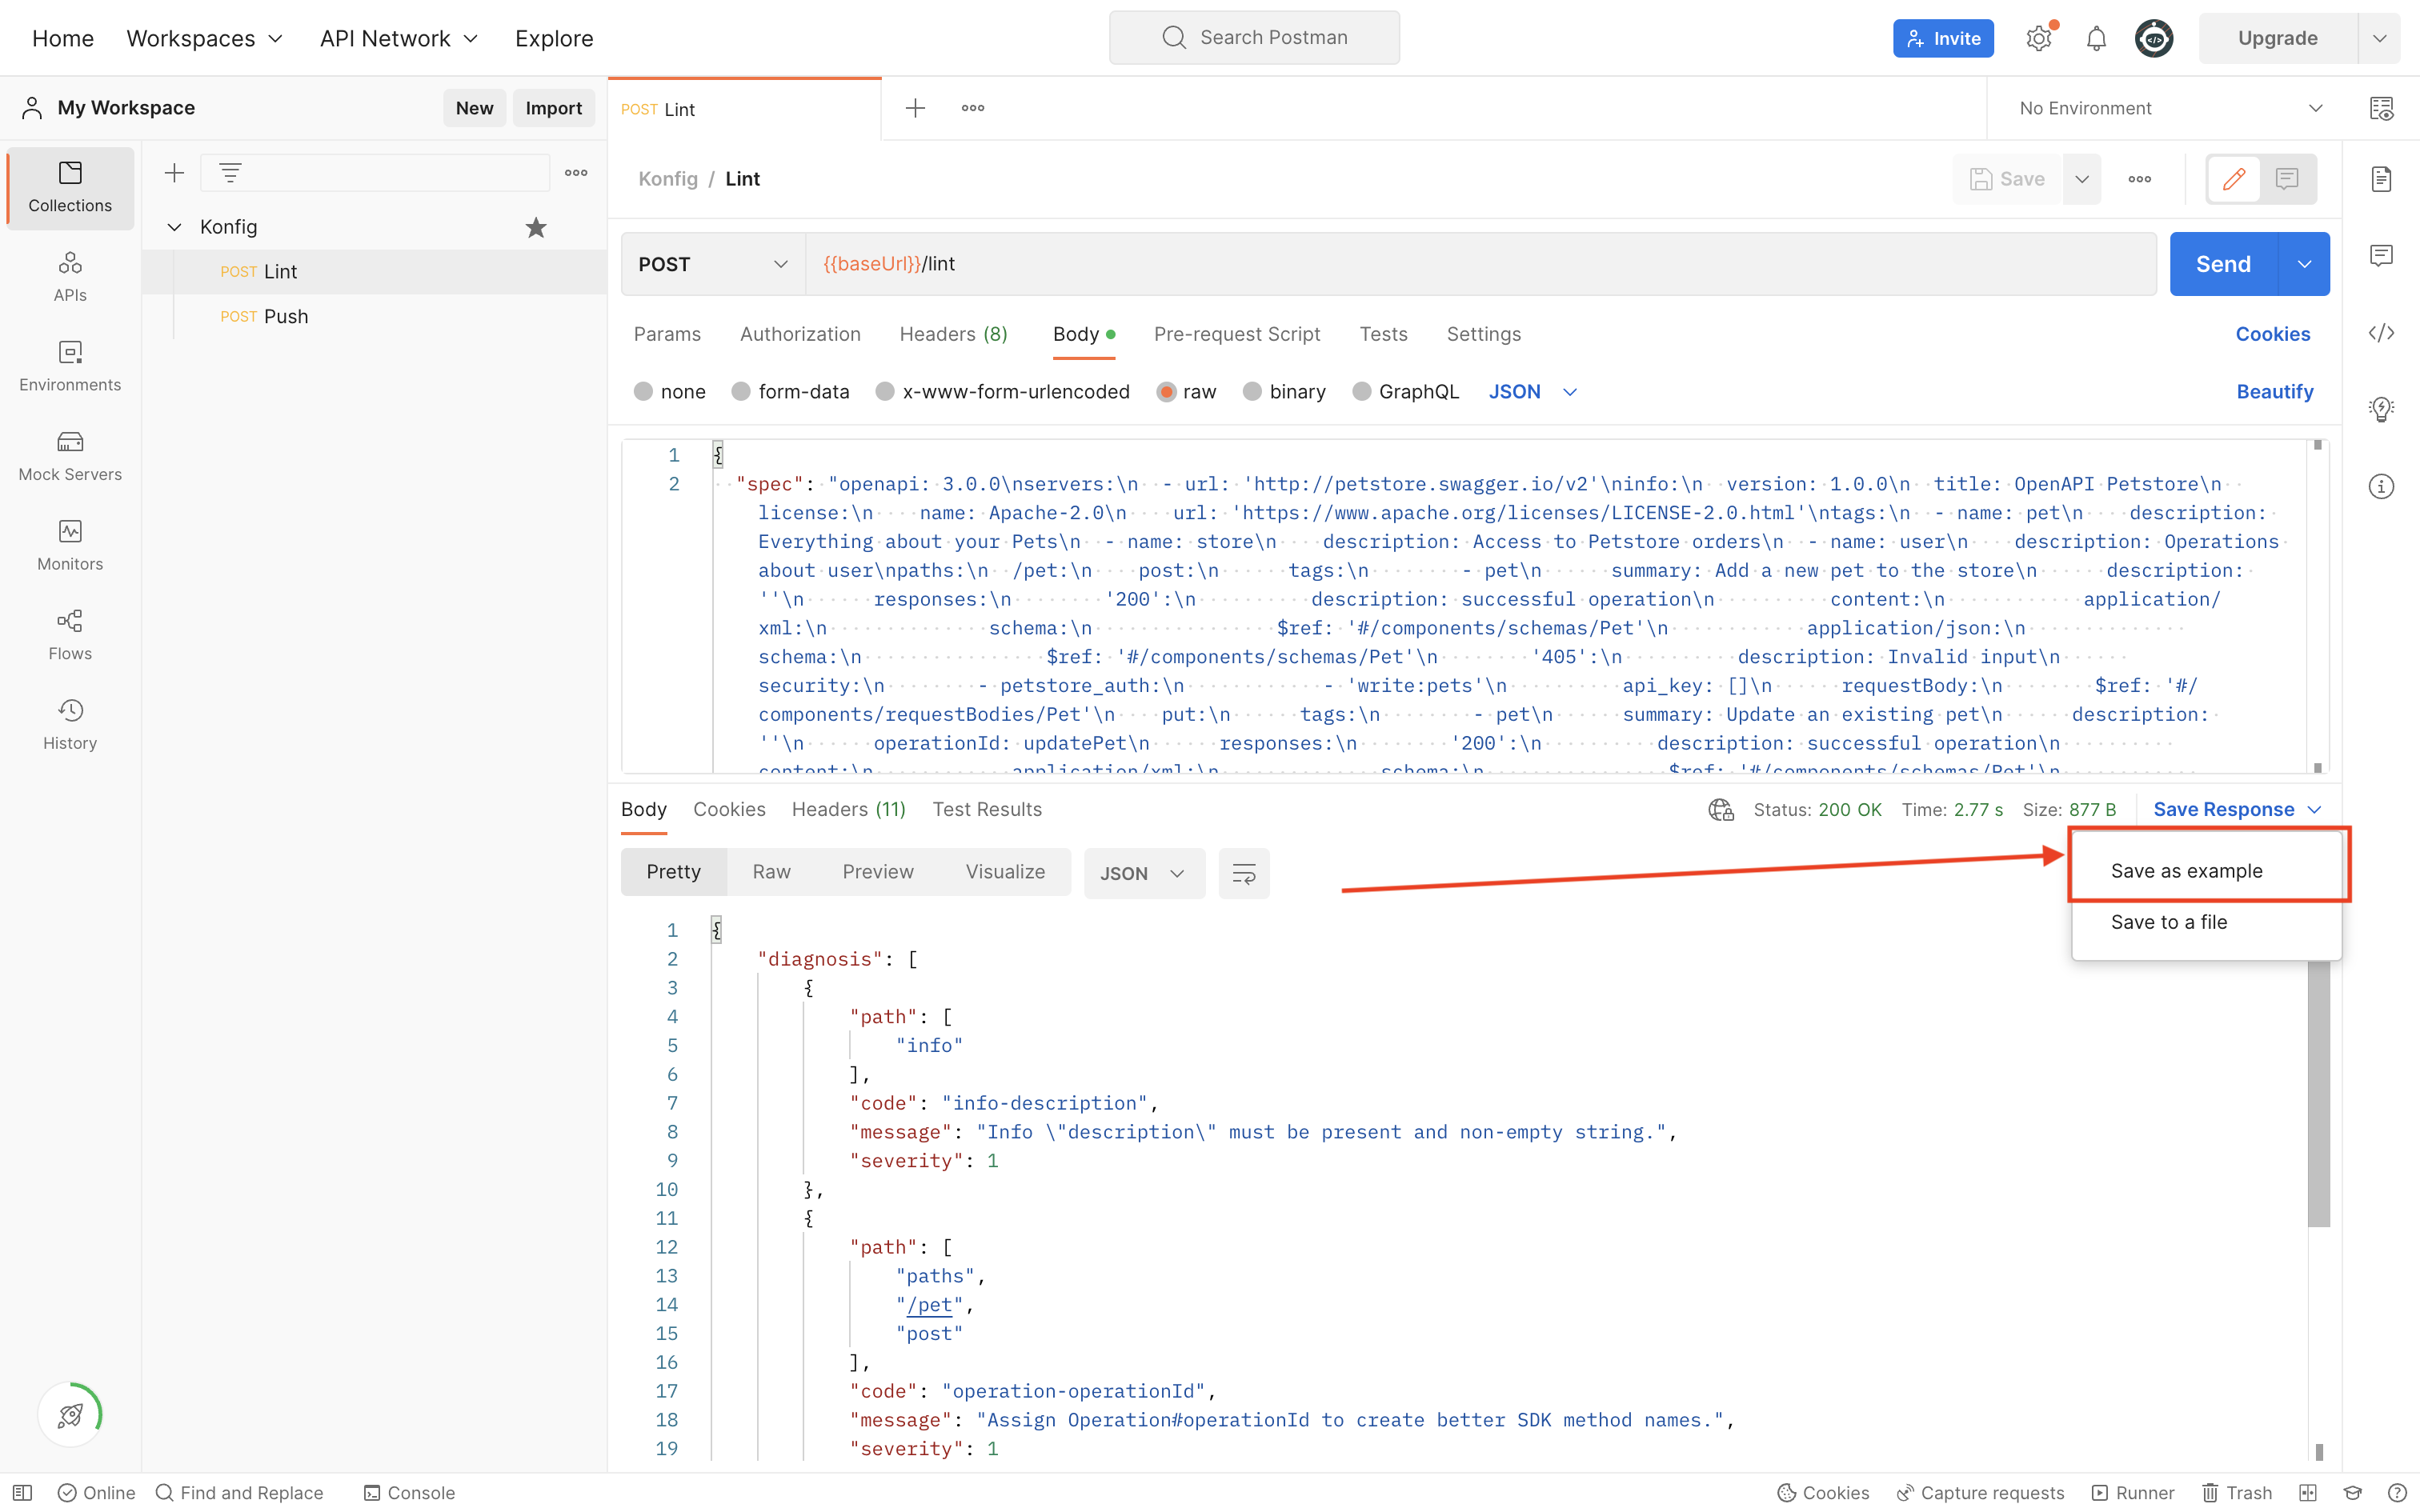 Home Workspaces API Network Explore Search Postman Invite Upgrade
My Workspace New Import POST Lint No Environment
Collections
Konfig
POST Lint
POST Push
APIs
Environments
Mock Servers
Monitors
Flows
History
Konfig / Lint Save
POST {{baseUrl}}/lint Send
Params Authorization Headers (8) Body Pre-request Script Tests Settings Cookies
none form-data x-www-form-urlencoded raw binary GraphQL JSON Beautify
1 {
2 "spec": "openapi: 3.0.0\nservers:\n  - url: 'http://petstore.swagger.io/v2'\ninfo:\n  version: 1.0.0\n  title: OpenAPI Petstore\n
license:\n    name: Apache-2.0\n    url: 'https://www.apache.org/licenses/LICENSE-2.0.html'\ntags:\n  - name: pet\n    description:
Everything about your Pets\n  - name: store\n    description: Access to Petstore orders\n  - name: user\n    description: Operations
about user\npaths:\n  /pet:\n    post:\n      tags:\n        - pet\n      summary: Add a new pet to the store\n      description:
''\n      responses:\n        '200':\n          description: successful operation\n          content:\n            application/
xml:\n              schema:\n                $ref: '#/components/schemas/Pet'\n            application/json:\n
schema:\n                $ref: '#/components/schemas/Pet'\n        '405':\n          description: Invalid input\n
security:\n        - petstore_auth:\n            - 'write:pets'\n          api_key: []\n      requestBody:\n        $ref: '#/
components/requestBodies/Pet'\n    put:\n      tags:\n        - pet\n      summary: Update an existing pet\n      description:
''\n      operationId: updatePet\n      responses:\n        '200':\n          description: successful operation\n
content:\n            application/xml:\n              schema:\n                $ref: '#/components/schemas/Pet'\n
Body Cookies Headers (11) Test Results Status: 200 OK Time: 2.77 s Size: 877 B Save Response
Pretty Raw Preview Visualize JSON
Save as example
Save to a file
1 {
2 "diagnosis": [
3 {
4 "path": [
5 "info"
6 ],
7 "code": "info-description",
8 "message": "Info \"description\" must be present and non-empty string.",
9 "severity": 1
10 },
11 {
12 "path": [
13 "paths",
14 "/pet",
15 "post"
16 ],
17 "code": "operation-operationId",
18 "message": "Assign Operation#operationId to create better SDK method names.",
19 "severity": 1
Online Find and Replace Console Cookies Capture requests Runner Trash